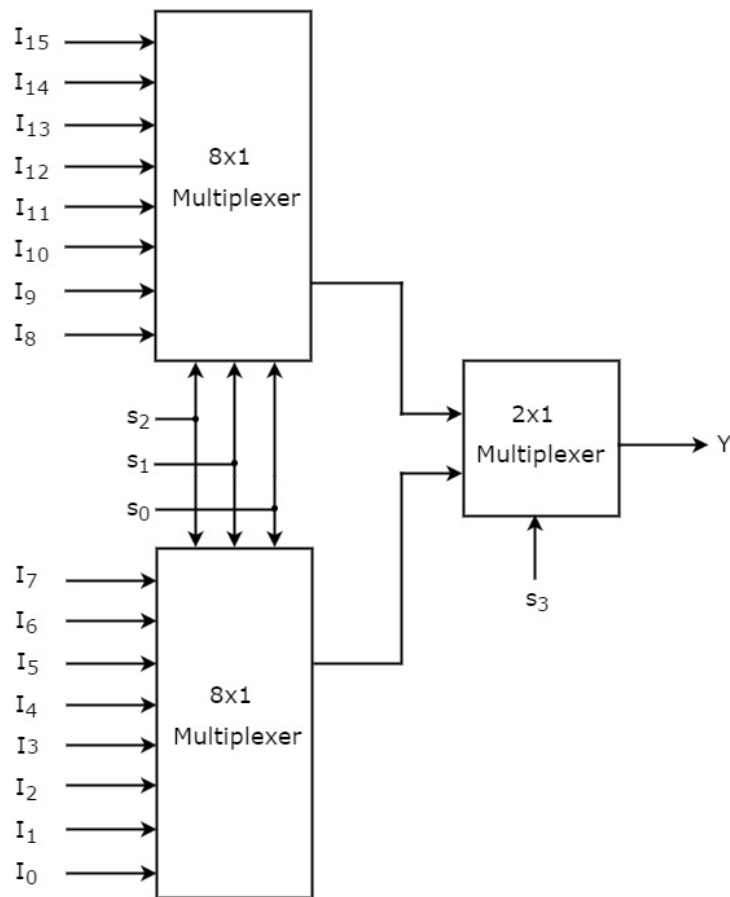 I15
I14
I13
I12
I11
I10
I9
I8
8x1
Multiplexer
s2
s1
s0
2x1
Multiplexer
Y
s3
I7
I6
I5
I4
I3
I2
I1
I0
8x1
Multiplexer